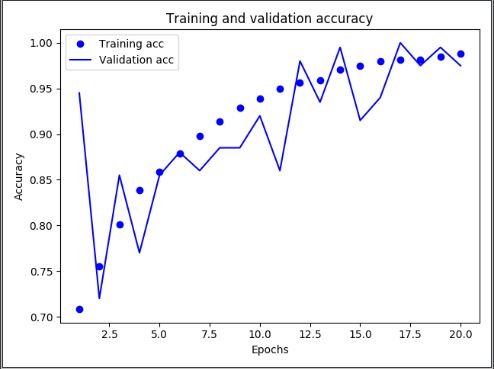 Training and validation accuracy
Training acc
Validation acc
1.00
0.95
0.90
0.85
0.80
0.75
0.70
Accuracy
2.5 5.0 7.5 10.0 12.5 15.0 17.5 20.0
Epochs